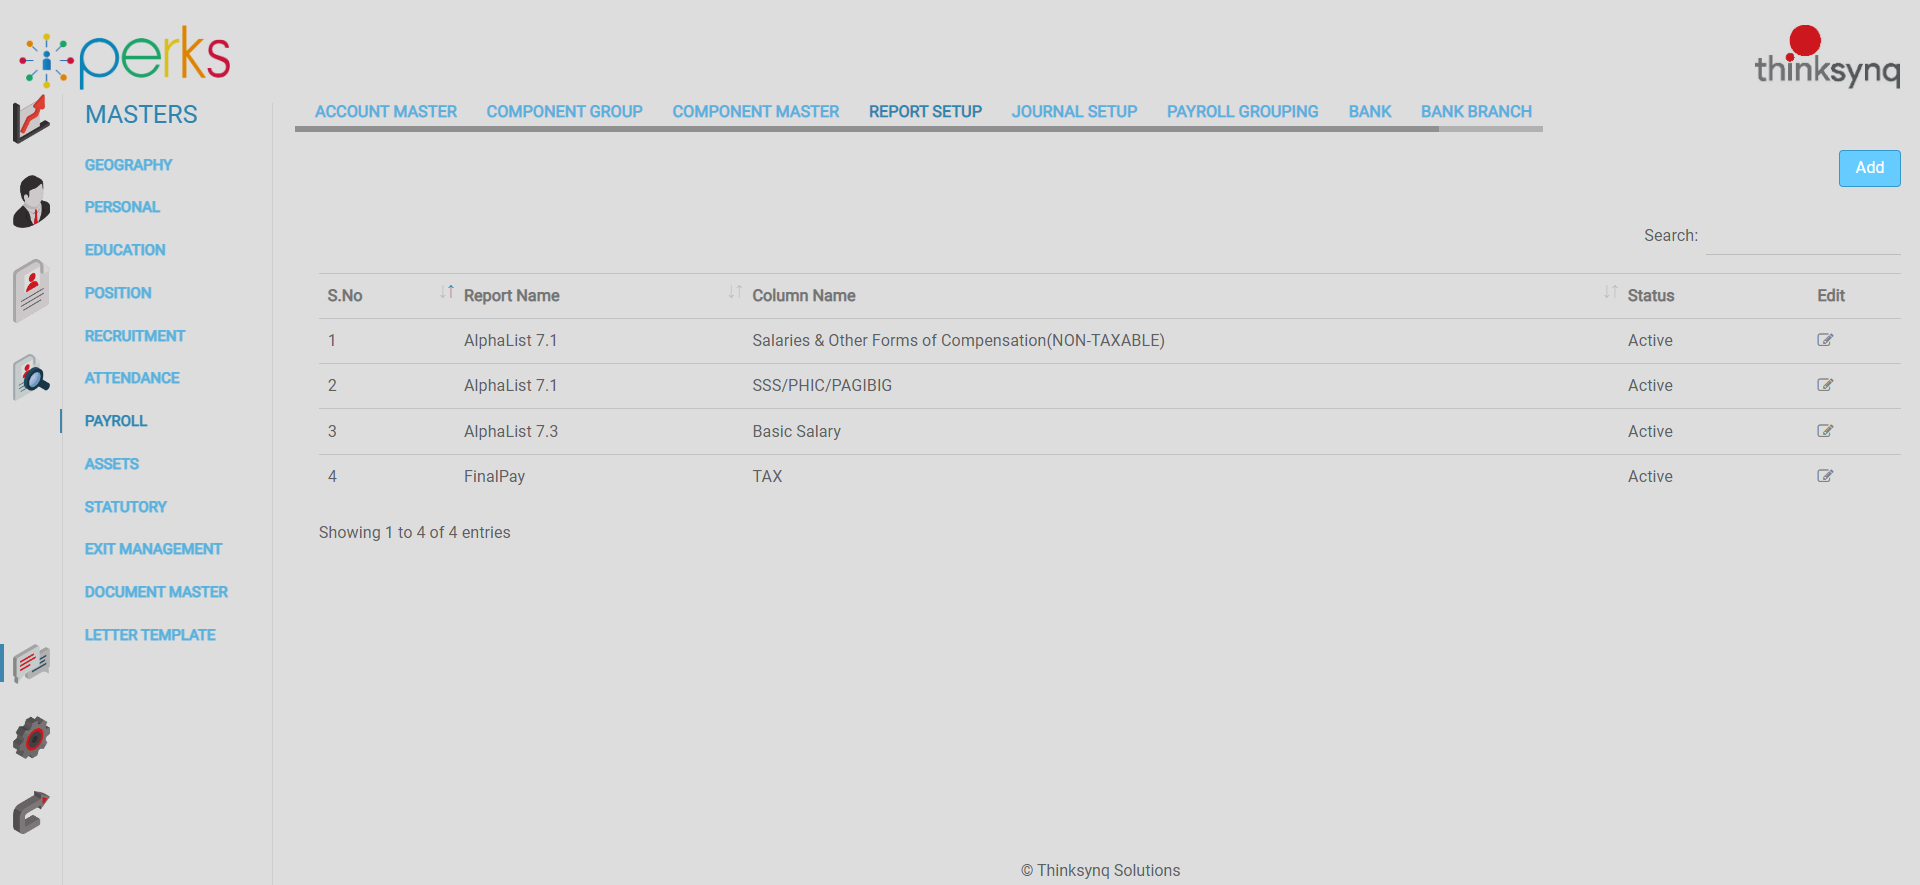 perks
thinksynq
MASTERS
GEOGRAPHY
PERSONAL
EDUCATION
POSITION
RECRUITMENT
ATTENDANCE
PAYROLL
ASSETS
STATUTORY
EXIT MANAGEMENT
DOCUMENT MASTER
LETTER TEMPLATE
ACCOUNT MASTER COMPONENT GROUP COMPONENT MASTER REPORT SETUP JOURNAL SETUP PAYROLL GROUPING BANK BANK BRANCH
Add
Search:
S.No Report Name Column Name Status Edit
1 AlphaList 7.1 Salaries & Other Forms of Compensation(NON-TAXABLE) Active
2 AlphaList 7.1 SSS/PHIC/PAGIBIG Active
3 AlphaList 7.3 Basic Salary Active
4 FinalPay TAX Active
Showing 1 to 4 of 4 entries
© Thinksynq Solutions